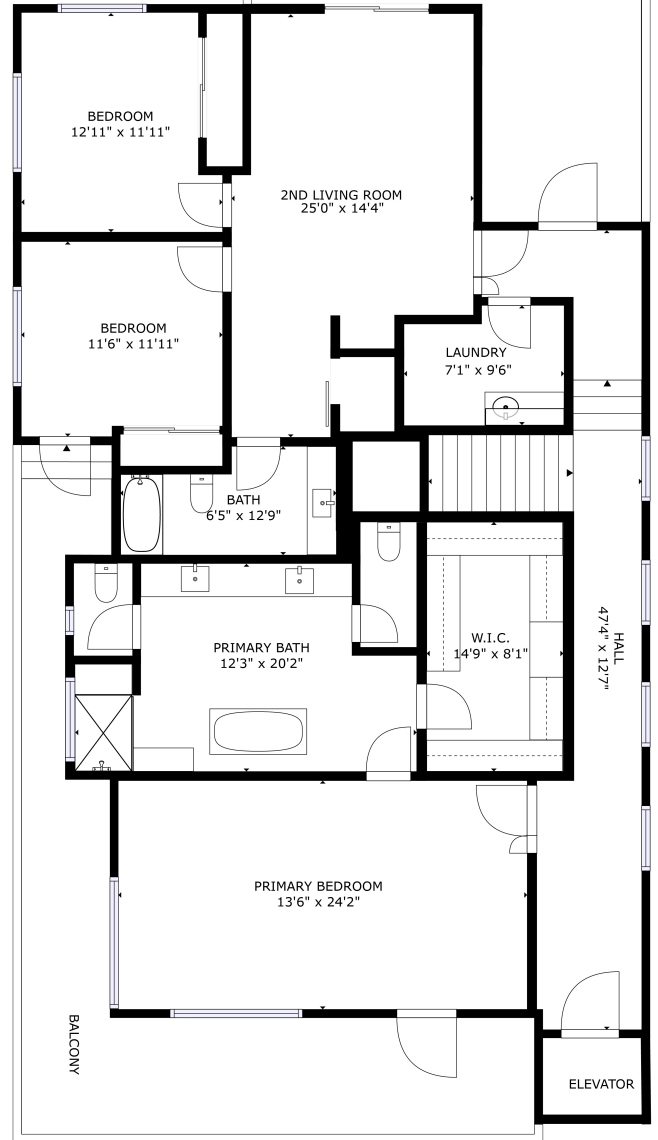 BEDROOM
12'11" x 11'11"
2ND LIVING ROOM
25'0" x 14'4"
BEDROOM
11'6" x 11'11"
LAUNDRY
7'1" x 9'6"
BATH
6'5" x 12'9"
PRIMARY BATH
12'3" x 20'2"
W.I.C.
14'9" x 8'1"
HALL
47'4" x 12'7"
PRIMARY BEDROOM
13'6" x 24'2"
BALCONY
ELEVATOR